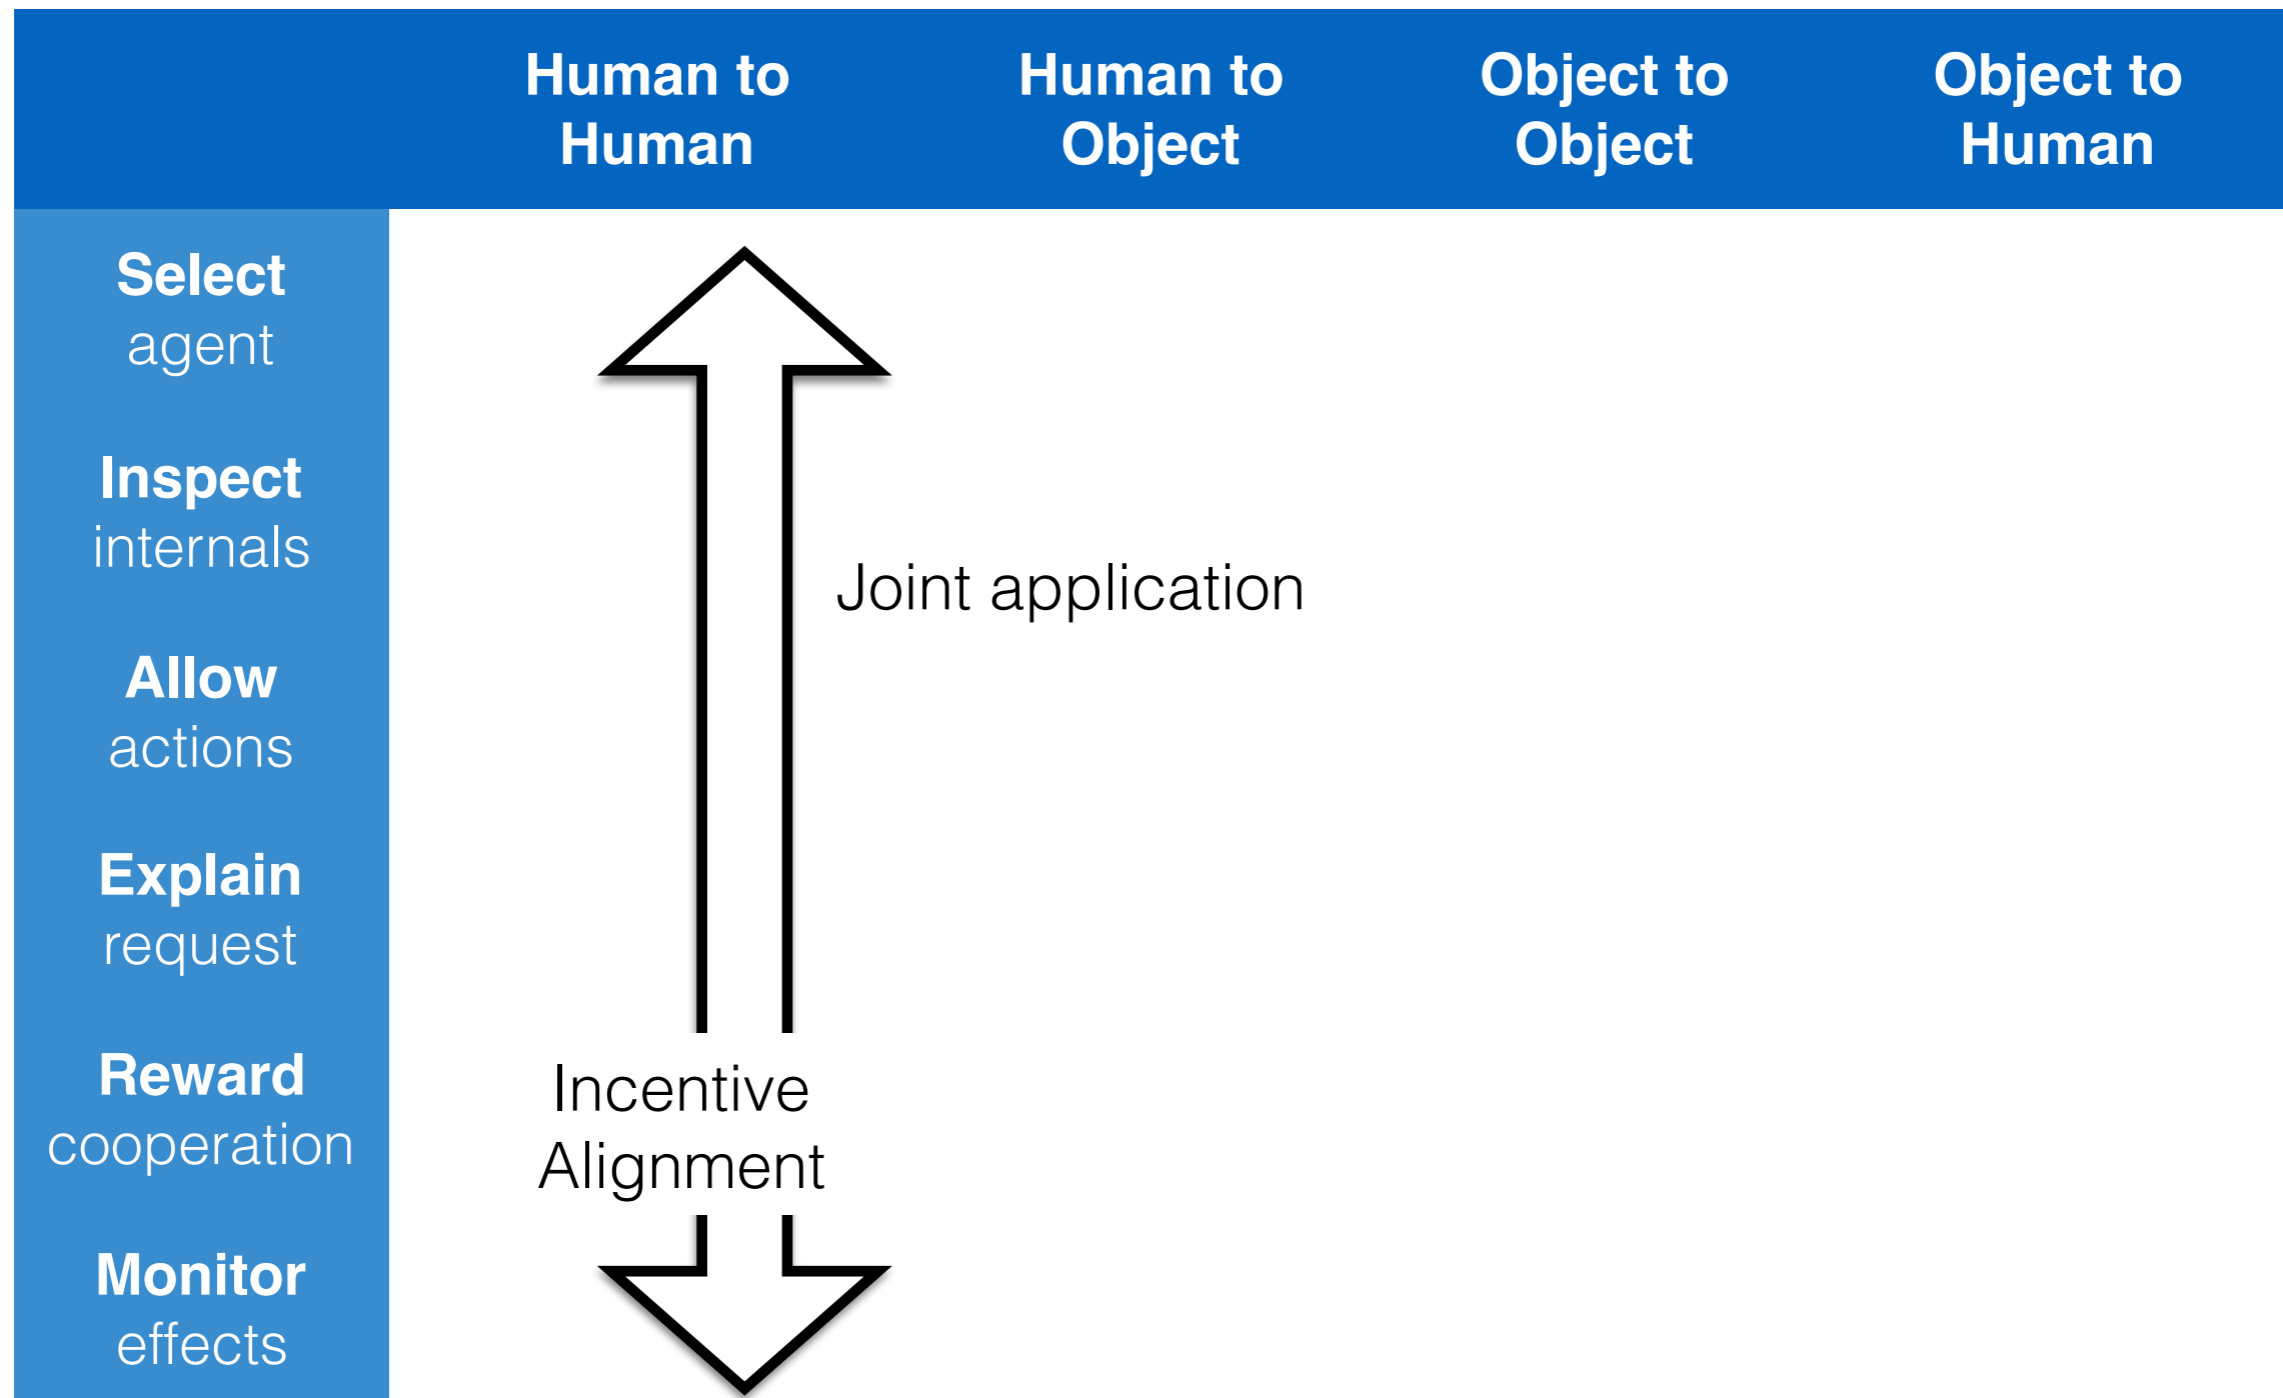 Human to
Human
Human to
Object
Object to
Object
Object to
Human
Select
agent
Inspect
internals
Allow
actions
Explain
request
Reward
cooperation
Monitor
effects
Joint application
Incentive
Alignment